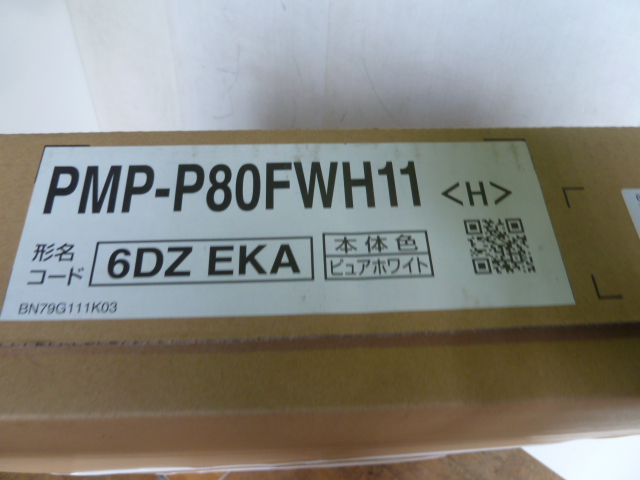 PMP-P80FWH11 <H>
形名
コード
6DZ EKA
本体色
ピュアホワイト
BN79G111K03